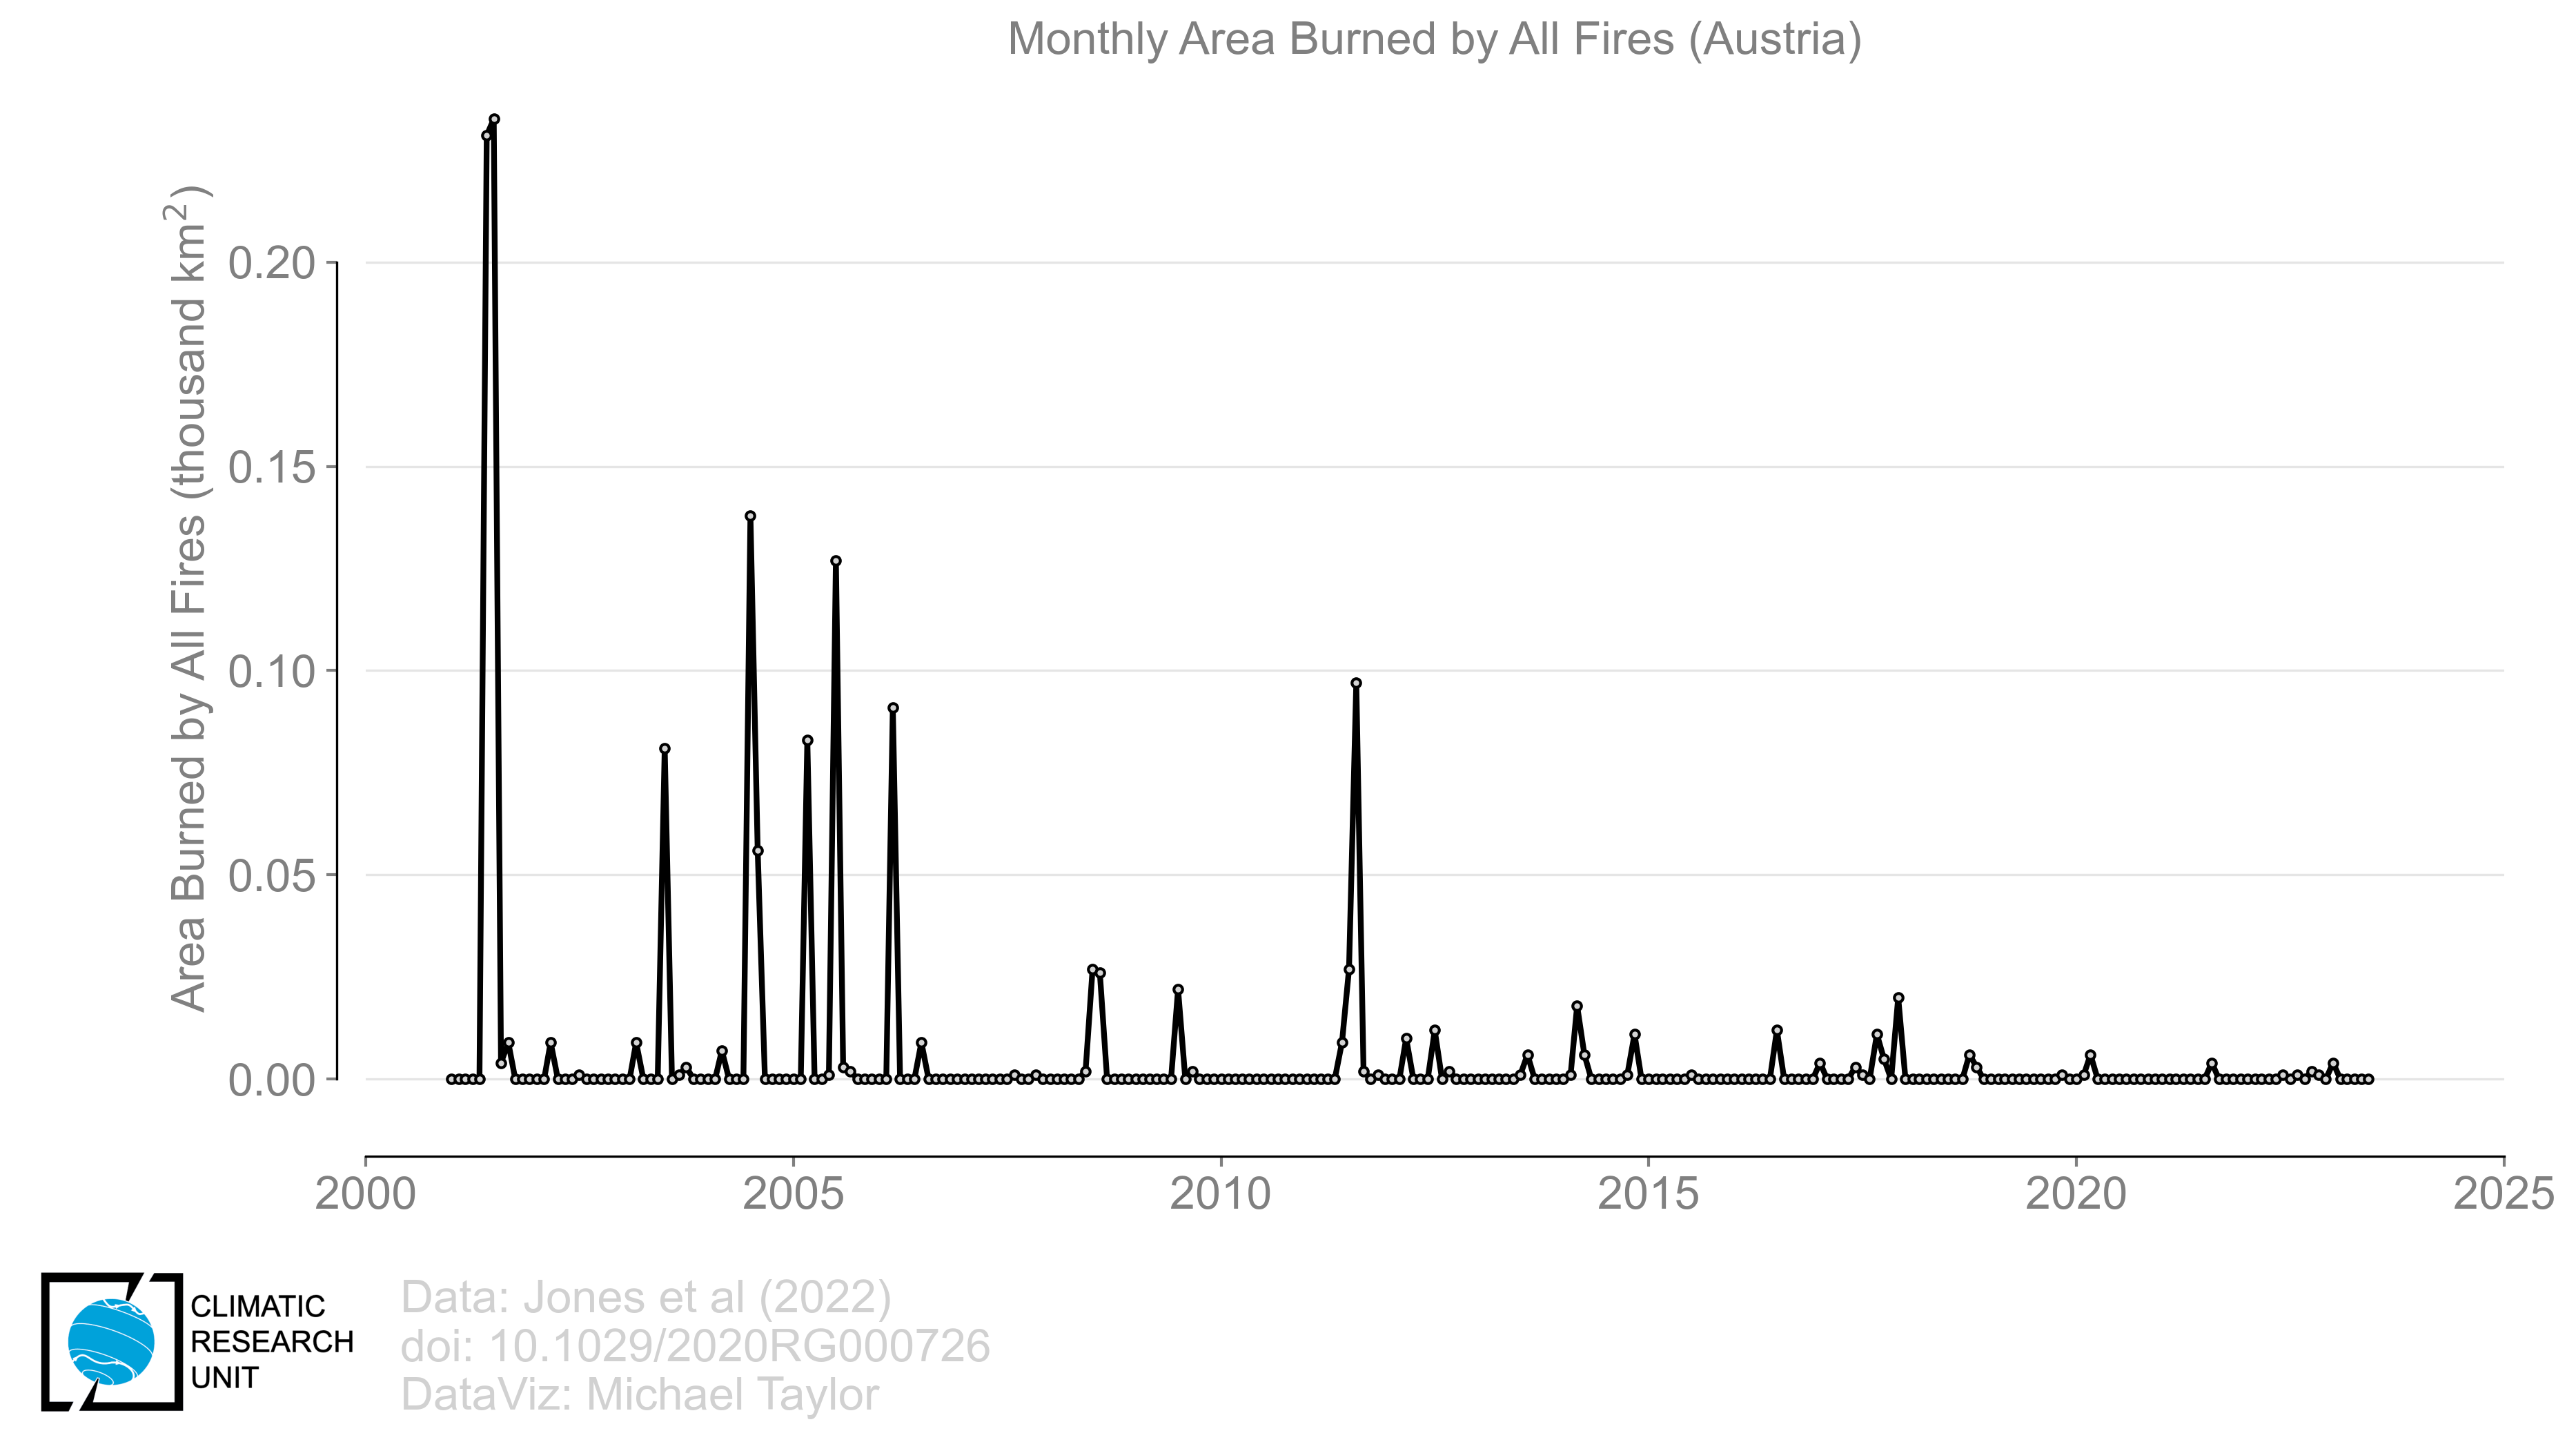 Monthly Area Burned by All Fires (Austria)
Area Burned by All Fires (thousand km²)
0.20
0.15
0.10
0.05
0.00
2000 2005 2010 2015 2020 2025
CLIMATIC
RESEARCH
UNIT
Data: Jones et al (2022)
doi: 10.1029/2020RG000726
DataViz: Michael Taylor